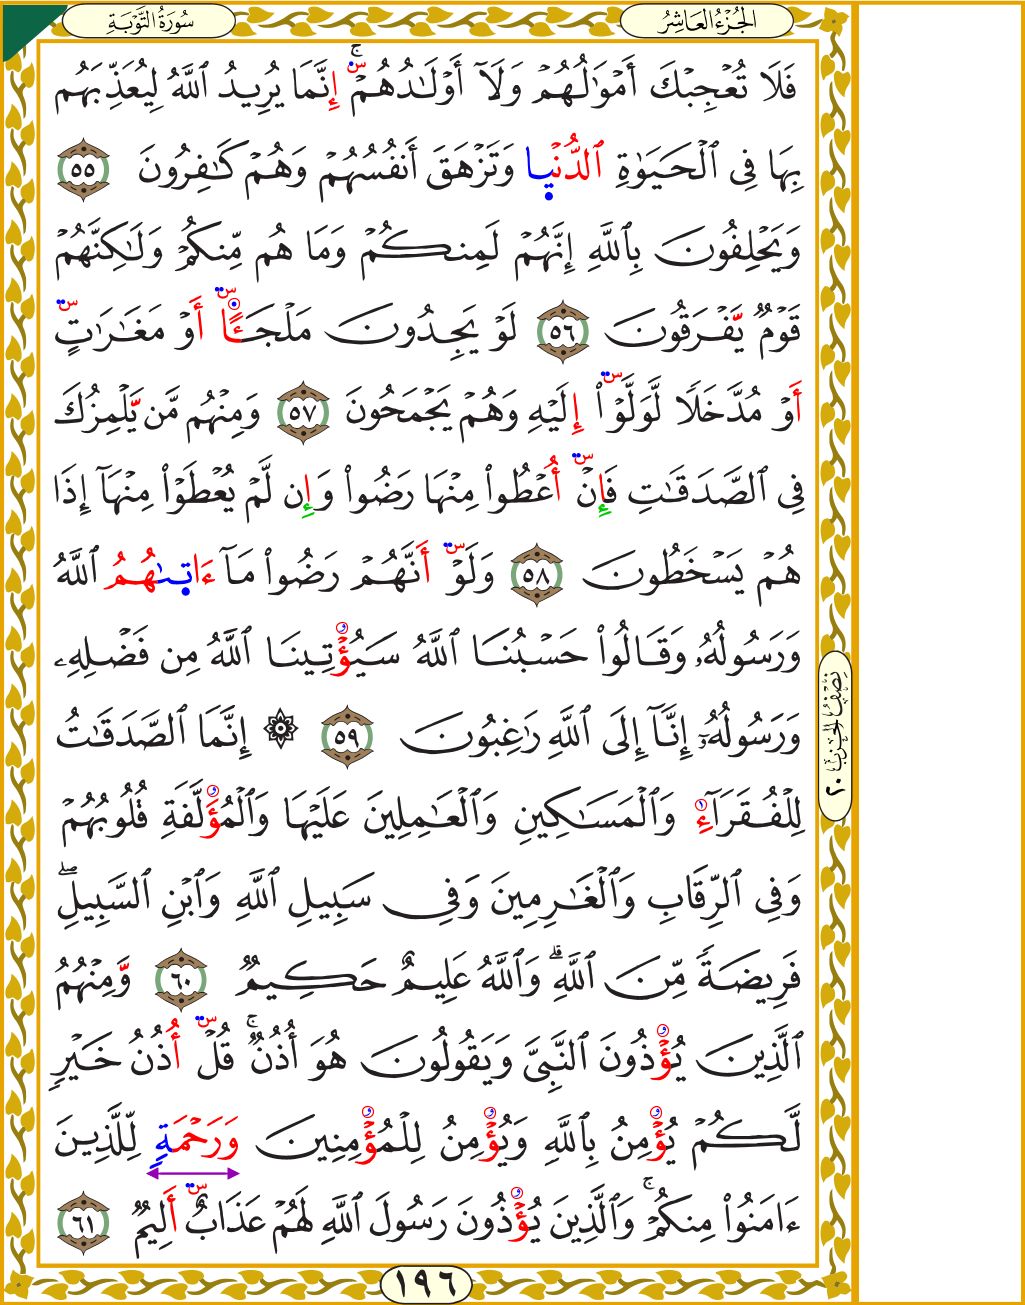 الجُزْءُ العَاشِرُ
سُورَةُ التَّوْبَةِ
فَلَا تُعْجِبْكَ أَمْوَٰلُهُمْ وَلَآ أَوْلَـٰدُهُمْ ۚ إِنَّمَا يُرِيدُ ٱللَّهُ لِيُعَذِّبَهُم
بِهَا فِى ٱلْحَيَوٰةِ ٱلدُّنْيَا وَتَزْهَقَ أَنفُسُهُمْ وَهُمْ كَـٰفِرُونَ ٥٥
وَيَحْلِفُونَ بِٱللَّهِ إِنَّهُمْ لَمِنكُمْ وَمَا هُم مِّنكُمْ وَلَـٰكِنَّهُمْ
قَوْمٌ يَفْرَقُونَ ٥٦ لَوْ يَجِدُونَ مَلْجَـًٔا أَوْ مَغَـٰرَٰتٍ
أَوْ مُدَّخَلًا لَّوَلَّوْا۟ إِلَيْهِ وَهُمْ يَجْمَحُونَ ٥٧ وَمِنْهُم مَّن يَلْمِزُكَ
فِى ٱلصَّدَقَـٰتِ فَإِنْ أُعْطُوا۟ مِنْهَا رَضُوا۟ وَإِن لَّمْ يُعْطَوْا۟ مِنْهَآ إِذَا
هُمْ يَسْخَطُونَ ٥٨ وَلَوْ أَنَّهُمْ رَضُوا۟ مَآ ءَاتَىٰهُمُ ٱللَّهُ
وَرَسُولُهُۥ وَقَالُوا۟ حَسْبُنَا ٱللَّهُ سَيُؤْتِينَا ٱللَّهُ مِن فَضْلِهِۦ
وَرَسُولُهُۥٓ إِنَّآ إِلَى ٱللَّهِ رَٰغِبُونَ ٥٩ ۞ إِنَّمَا ٱلصَّدَقَـٰتُ
لِلْفُقَرَآءِ وَٱلْمَسَـٰكِينِ وَٱلْعَـٰمِلِينَ عَلَيْهَا وَٱلْمُؤَلَّفَةِ قُلُوبُهُمْ
وَفِى ٱلرِّقَابِ وَٱلْغَـٰرِمِينَ وَفِى سَبِيلِ ٱللَّهِ وَٱبْنِ ٱلسَّبِيلِ ۖ
فَرِيضَةً مِّنَ ٱللَّهِ ۗ وَٱللَّهُ عَلِيمٌ حَكِيمٌ ٦٠ وَمِنْهُمُ
ٱلَّذِينَ يُؤْذُونَ ٱلنَّبِىَّ وَيَقُولُونَ هُوَ أُذُنٌ ۚ قُلْ أُذُنُ خَيْرٍ
لَّكُمْ يُؤْمِنُ بِٱللَّهِ وَيُؤْمِنُ لِلْمُؤْمِنِينَ وَرَحْمَةٍ لِّلَّذِينَ
ءَامَنُوا۟ مِنكُمْ ۚ وَٱلَّذِينَ يُؤْذُونَ رَسُولَ ٱللَّهِ لَهُمْ عَذَابٌ أَلِيمٌ ٦١
نِصْفُ الحِزْبِ ٢٠
١٩٦